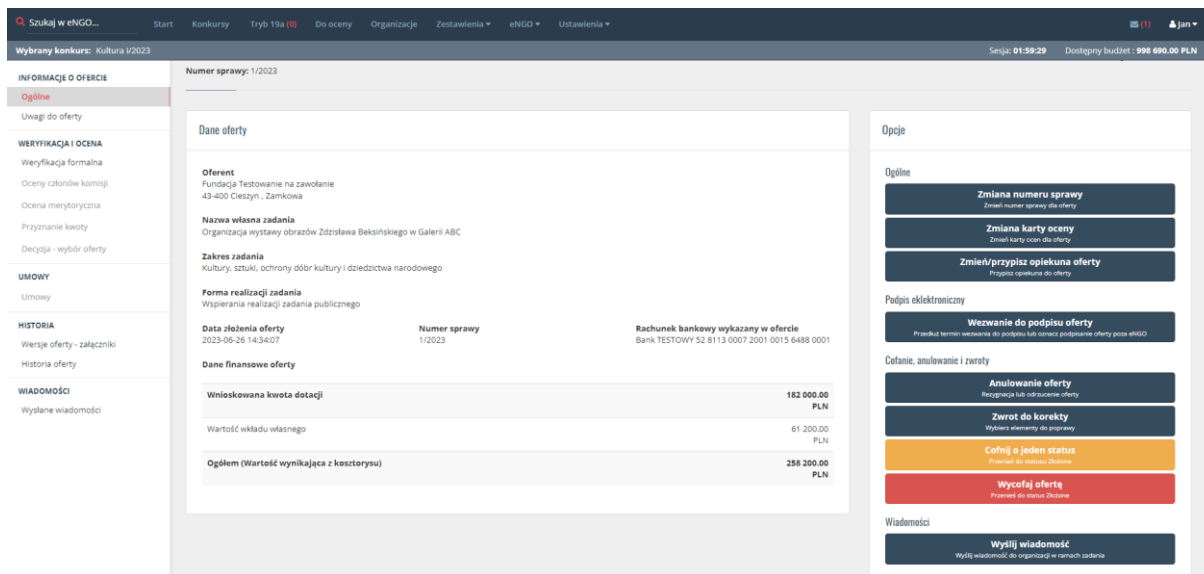 Szukaj w eNGO...
Start Konkursy Tryb 19a (0) Do oceny Organizacje Zestawienia eNGO Ustawienia
(1) Jan
Wybrany konkurs: Kultura I/2023
Sesja: 01:59:29 Dostępny budżet : 998 690.00 PLN
INFORMACJE O OFERCIE
Ogólne
Uwagi do oferty
WERYFIKACJA I OCENA
Weryfikacja formalna
Oceny członów komisji
Ocena merytoryczna
Przyznanie kwoty
Decyzja - wybór oferty
UMOWY
Umowy
HISTORIA
Wersje oferty - załączniki
Historia oferty
WIADOMOŚCI
Wysłane wiadomości
Numer sprawy: 1/2023
Dane oferty
Oferent
Fundacja Testowanie na zawołanie
43-400 Cieszyn , Zamkowa
Nazwa własna zadania
Organizacja wystawy obrazów Zdzisława Beksińskiego w Galerii ABC
Zakres zadania
Kultury, sztuki, ochrony dóbr kultury i dziedzictwa narodowego
Forma realizacji zadania
Wspierania realizacji zadania publicznego
Data złożenia oferty Numer sprawy Rachunek bankowy wykazany w ofercie
2023-06-26 14:34:07 1/2023 Bank TESTOWY 52 8113 0007 2001 0015 6488 0001
Dane finansowe oferty
Wnioskowana kwota dotacji 182 000.00
PLN
Wartość wkładu własnego 61 200.00
PLN
Ogółem (Wartość wynikająca z kosztorysu) 258 200.00
PLN
Opcje
Ogólne
Zmiana numeru sprawy
Zmień numer sprawy dla oferty
Zmiana karty oceny
Zmień karty ocen dla oferty
Zmień/przypisz opiekuna oferty
Przypisz opiekuna do oferty
Podpis eklektroniczny
Wezwanie do podpisu oferty
Przedłuż termin wezwania do podpisu lub oznacz podpisanie oferty poza eNGO
Cofanie, anulowanie i zwroty
Anulowanie oferty
Rezygnacja lub odrzucenie oferty
Zwrot do korekty
Wybierz elementy do poprawy
Cofnij o jeden status
Przenieś do statusu Złożone
Wycofaj ofertę
Przenieś do status Złożone
Wiadomości
Wyślij wiadomość
Wyślij wiadomość do organizacji w ramach zadania